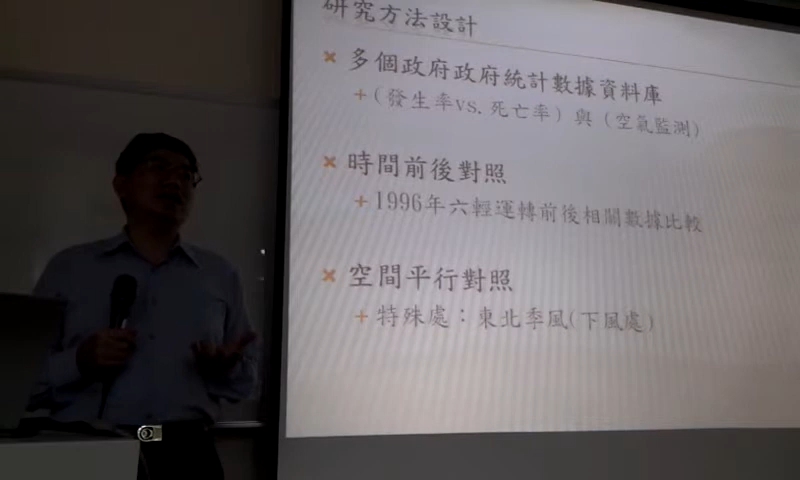 研究方法設計
多個政府政府統計數據資料庫
+(發生率vs.死亡率)與(空氣監測)
時間前後對照
+1996年六輕運轉前後相關數據比較
空間平行對照
+特殊處：東北季風(下風處)